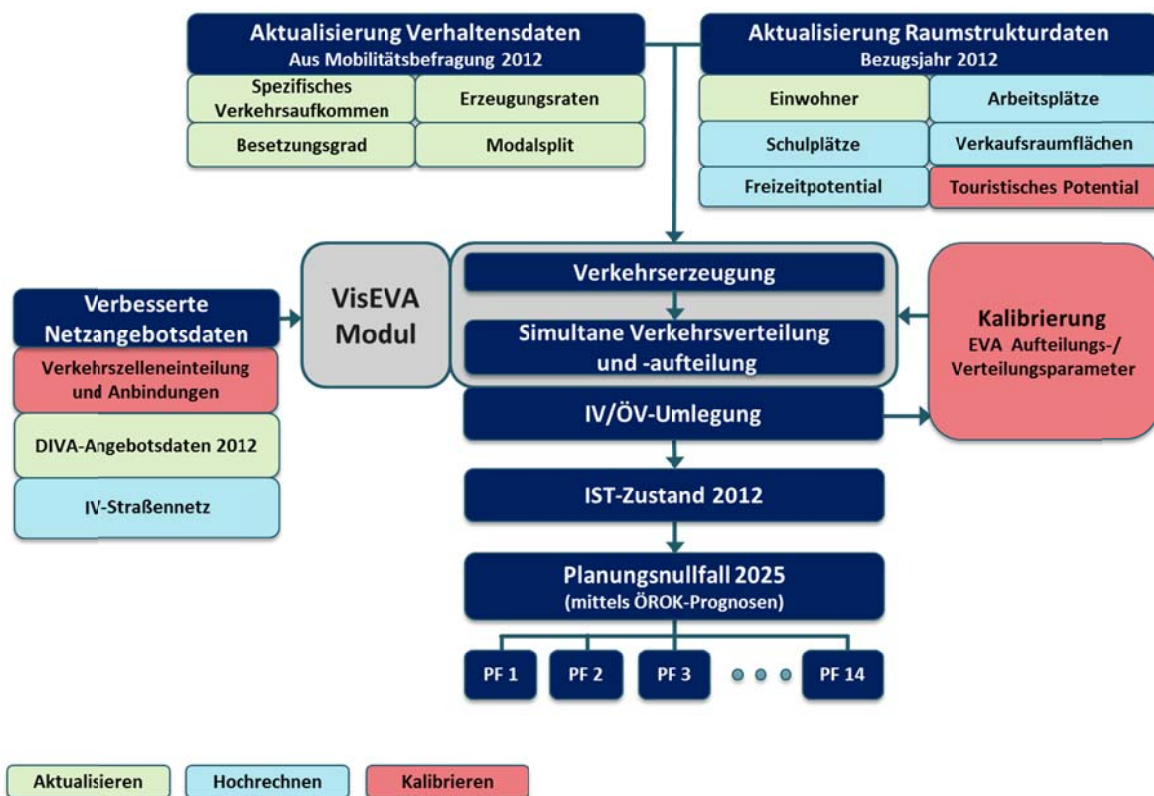 Aktualisierung Verhaltensdaten
Aus Mobilitätsbefragung 2012
Spezifisches
Verkehrsaufkommen
Erzeugungsraten
Besetzungsgrad
Modalsplit
Aktualisierung Raumstrukturdaten
Bezugsjahr 2012
Einwohner
Arbeitsplätze
Schulplätze
Verkaufsraumflächen
Freizeitpotential
Touristisches Potential
Verbesserte
Netzangebotsdaten
Verkehrszelleneinteilung
und Anbindungen
DIVA-Angebotsdaten 2012
IV-Straßennetz
VisEVA
Modul
Verkehrserzeugung
Simultane Verkehrsverteilung
und -aufteilung
IV/ÖV-Umlegung
Kalibrierung
EVA Aufteilungs-/
Verteilungsparameter
IST-Zustand 2012
Planungsnullfall 2025
(mittels ÖROK-Prognosen)
PF 1
PF 2
PF 3
PF 14
Aktualisieren
Hochrechnen
Kalibrieren